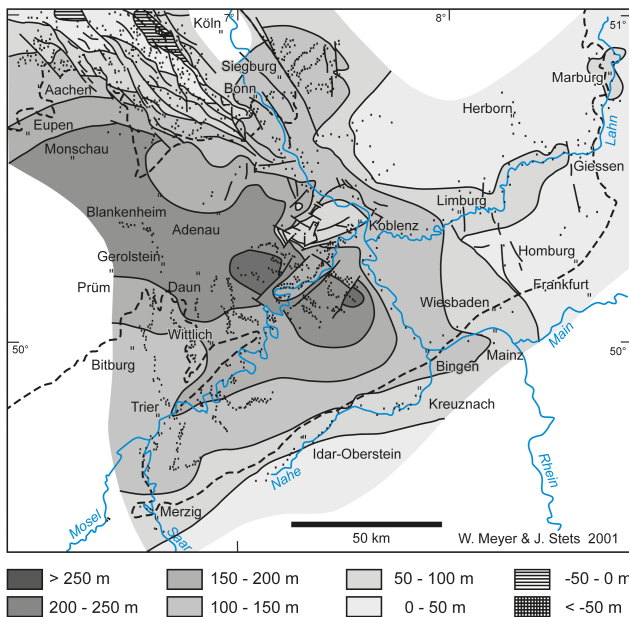 7° 8° 51°
Köln
Siegburg
Marburg
Aachen
Bonn
Herborn
Lahn
Eupen
Monschau
Giessen
Limburg
Blankenheim
Adenau
Koblenz
Gerolstein
Homburg
Prüm
Daun
Frankfurt
Wiesbaden
Wittlich
Main
50° 50°
Mainz
Bitburg
Bingen
Trier
Kreuznach
Idar-Oberstein
Nahe
Rhein
Mosel
Merzig
Saar
50 km
W. Meyer & J. Stets 2001
> 250 m 150 - 200 m 50 - 100 m -50 - 0 m
200 - 250 m 100 - 150 m 0 - 50 m < -50 m